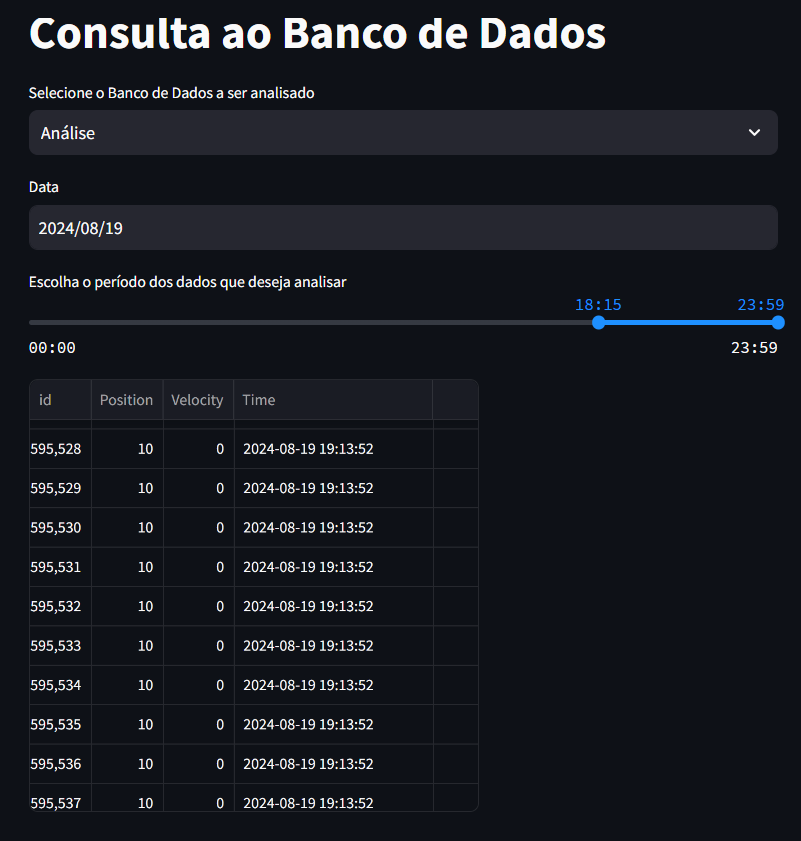 Consulta ao Banco de Dados
Selecione o Banco de Dados a ser analisado
Análise
Data
2024/08/19
Escolha o período dos dados que deseja analisar
18:15 23:59
00:00 23:59
id Position Velocity Time
595,528 10 0 2024-08-19 19:13:52
595,529 10 0 2024-08-19 19:13:52
595,530 10 0 2024-08-19 19:13:52
595,531 10 0 2024-08-19 19:13:52
595,532 10 0 2024-08-19 19:13:52
595,533 10 0 2024-08-19 19:13:52
595,534 10 0 2024-08-19 19:13:52
595,535 10 0 2024-08-19 19:13:52
595,536 10 0 2024-08-19 19:13:52
595,537 10 0 2024-08-19 19:13:52